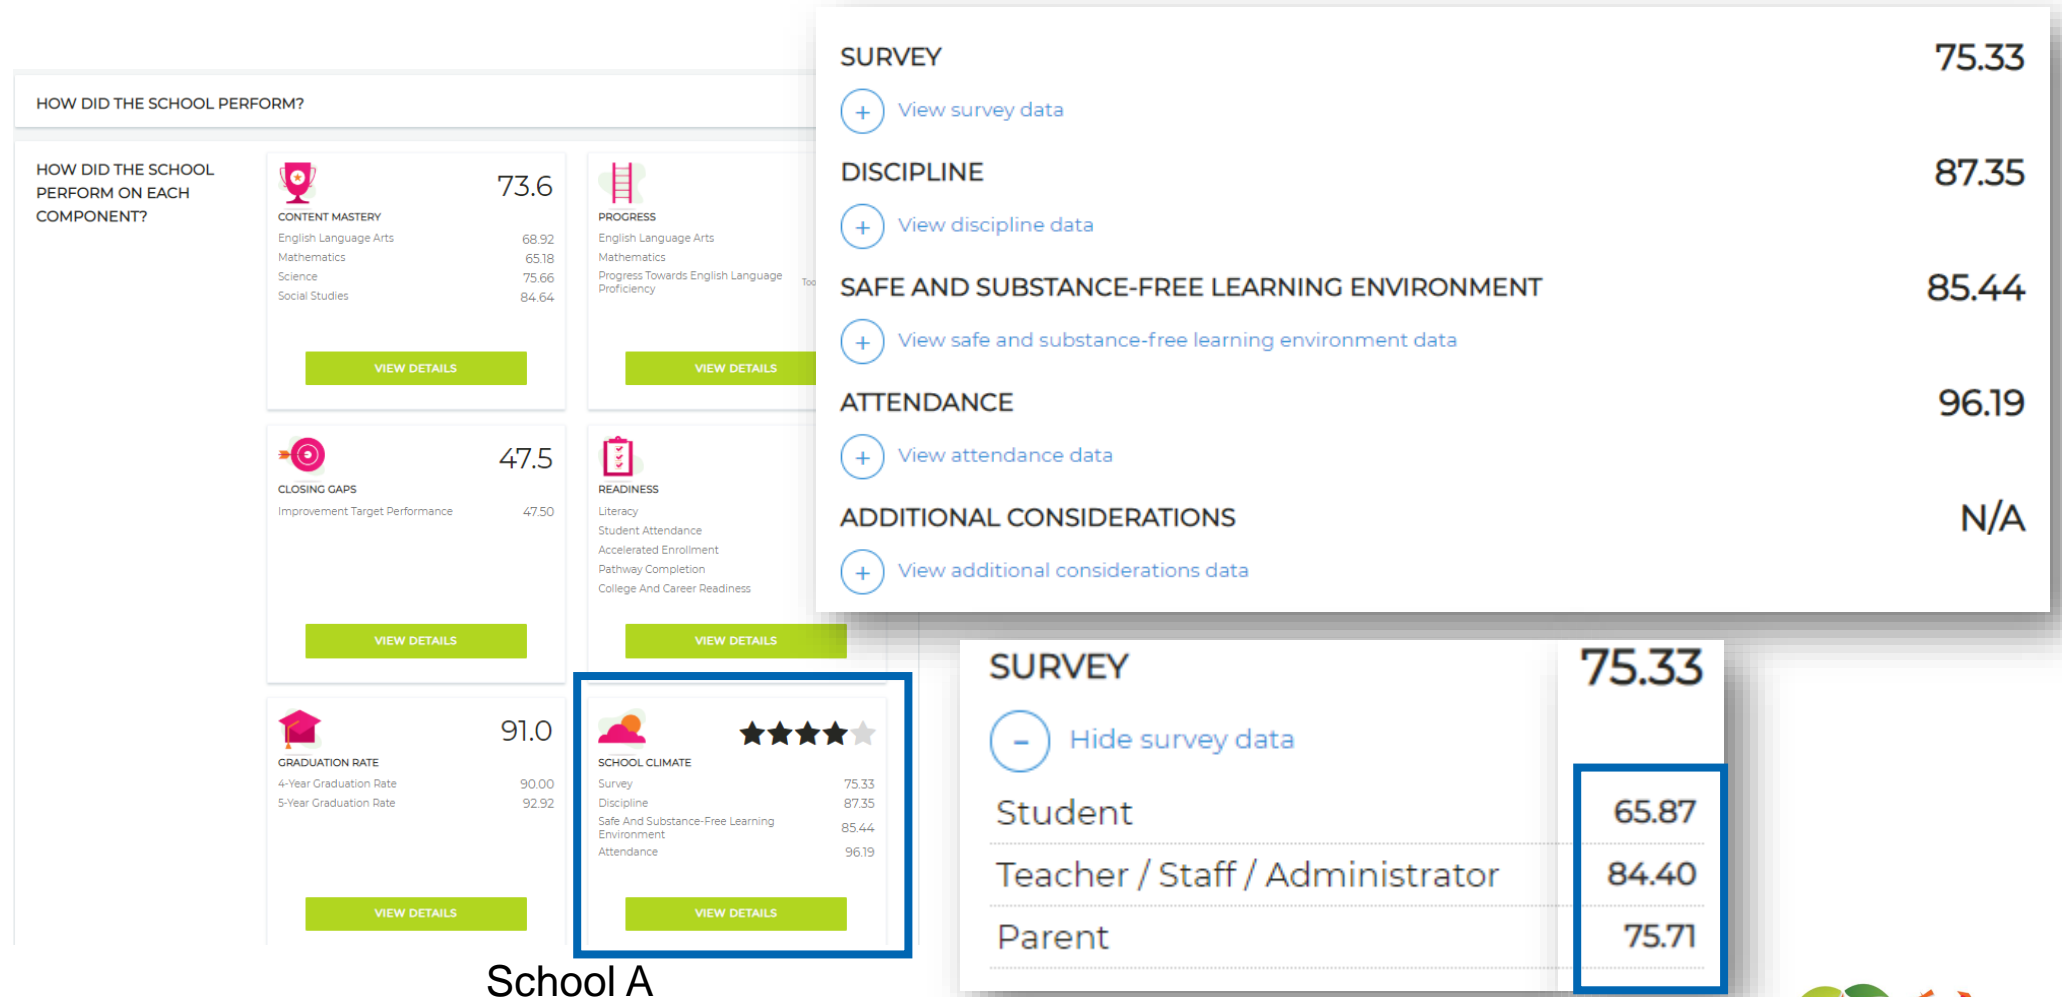 HOW DID THE SCHOOL PERFORM?
HOW DID THE SCHOOL
PERFORM ON EACH
COMPONENT?
73.6
CONTENT MASTERY
English Language Arts 68.92
Mathematics 65.18
Science 75.66
Social Studies 84.64
VIEW DETAILS
PROGRESS
English Language Arts
Mathematics
Progress Towards English Language
Proficiency
Too
VIEW DETAILS
47.5
CLOSING GAPS
Improvement Target Performance 47.50
VIEW DETAILS
READINESS
Literacy
Student Attendance
Accelerated Enrollment
Pathway Completion
College And Career Readiness
VIEW DETAILS
91.0
GRADUATION RATE
4-Year Graduation Rate 90.00
5-Year Graduation Rate 92.92
VIEW DETAILS
SCHOOL CLIMATE
Survey 75.33
Discipline 87.35
Safe And Substance-Free Learning
Environment 85.44
Attendance 96.19
VIEW DETAILS
School A
SURVEY 75.33
+ View survey data
DISCIPLINE 87.35
+ View discipline data
SAFE AND SUBSTANCE-FREE LEARNING ENVIRONMENT 85.44
+ View safe and substance-free learning environment data
ATTENDANCE 96.19
+ View attendance data
ADDITIONAL CONSIDERATIONS N/A
+ View additional considerations data
SURVEY 75.33
- Hide survey data
Student 65.87
Teacher / Staff / Administrator 84.40
Parent 75.71